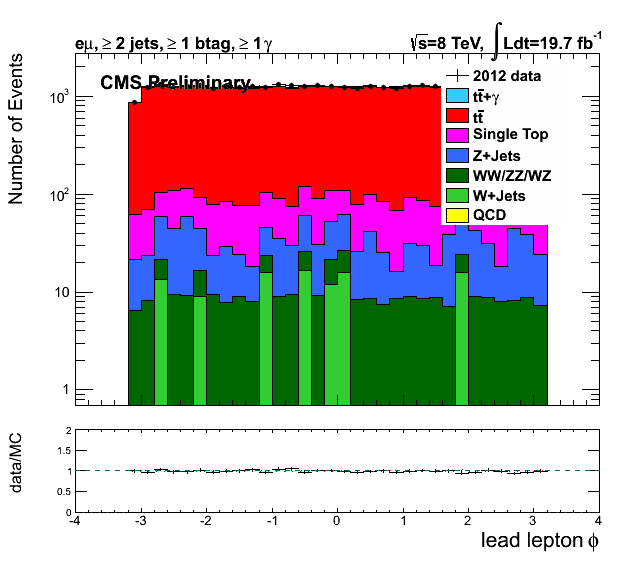 eμ, ≥ 2 jets, ≥ 1 btag, ≥ 1 γ
√s=8 TeV, ∫ Ldt=19.7 fb⁻¹
CMS Preliminary
2012 data
tt̄+γ
tt̄
Single Top
Z+Jets
WW/ZZ/WZ
W+Jets
QCD
Number of Events
10³
10²
10
1
data/MC
2
1.5
1
0.5
0
-4 -3 -2 -1 0 1 2 3 4
lead lepton ϕ